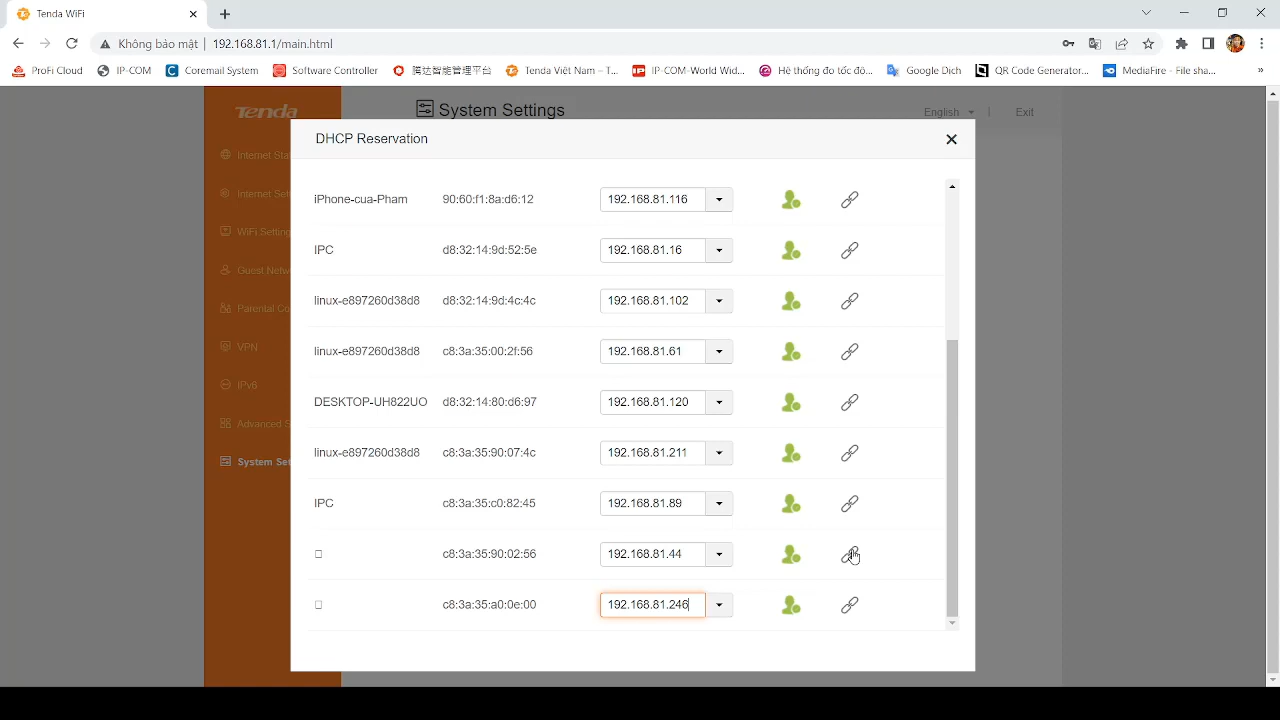 Tenda WiFi
Không bảo mật | 192.168.81.1/main.html
ProFi Cloud IP-COM Coremail System Software Controller 腾达智能管理平台 Tenda Việt Nam – T... IP-COM-World Wid... Hệ thống đo tốc độ... Google Dịch QR Code Generator... MediaFire - File sha... »
Tenda System Settings English Exit
DHCP Reservation
Internet Sta
Internet Set
WiFi Setting
Guest Netw
Parental Co
VPN
IPv6
Advanced S
System Set
iPhone-cua-Pham 90:60:f1:8a:d6:12 192.168.81.116
IPC d8:32:14:9d:52:5e 192.168.81.16
linux-e897260d38d8 d8:32:14:9d:4c:4c 192.168.81.102
linux-e897260d38d8 c8:3a:35:00:2f:56 192.168.81.61
DESKTOP-UH822UO d8:32:14:80:d6:97 192.168.81.120
linux-e897260d38d8 c8:3a:35:90:07:4c 192.168.81.211
IPC c8:3a:35:c0:82:45 192.168.81.89
c8:3a:35:90:02:56 192.168.81.44
c8:3a:35:a0:0e:00 192.168.81.246